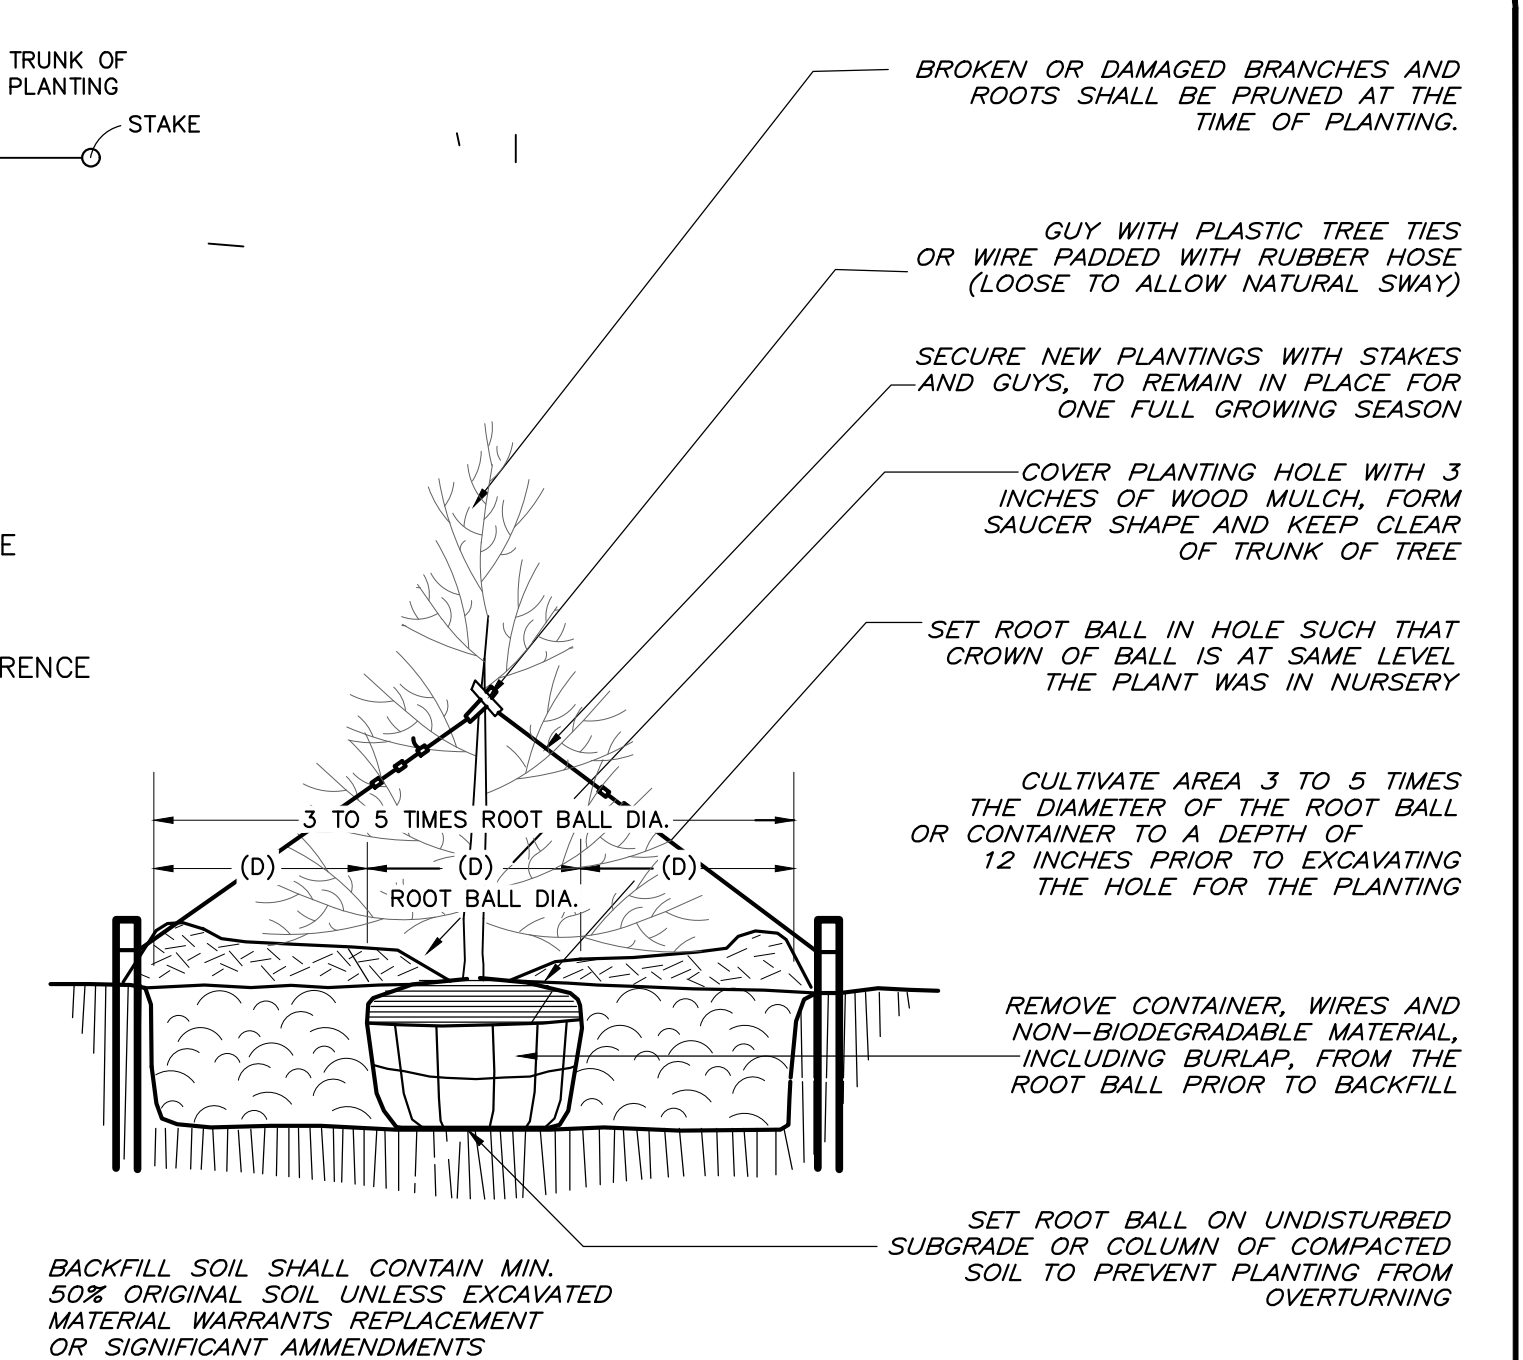 TRUNK OF
PLANTING
STAKE
E
RENCE
BROKEN OR DAMAGED BRANCHES AND
ROOTS SHALL BE PRUNED AT THE
TIME OF PLANTING.
GUY WITH PLASTIC TREE TIES
OR WIRE PADDED WITH RUBBER HOSE
(LOOSE TO ALLOW NATURAL SWAY)
SECURE NEW PLANTINGS WITH STAKES
AND GUYS, TO REMAIN IN PLACE FOR
ONE FULL GROWING SEASON
COVER PLANTING HOLE WITH 3
INCHES OF WOOD MULCH, FORM
SAUCER SHAPE AND KEEP CLEAR
OF TRUNK OF TREE
SET ROOT BALL IN HOLE SUCH THAT
CROWN OF BALL IS AT SAME LEVEL
THE PLANT WAS IN NURSERY
CULTIVATE AREA 3 TO 5 TIMES
THE DIAMETER OF THE ROOT BALL
OR CONTAINER TO A DEPTH OF
12 INCHES PRIOR TO EXCAVATING
THE HOLE FOR THE PLANTING
3 TO 5 TIMES ROOT BALL DIA.
(D) (D) (D)
ROOT BALL DIA.
REMOVE CONTAINER, WIRES AND
NON-BIODEGRADABLE MATERIAL,
INCLUDING BURLAP, FROM THE
ROOT BALL PRIOR TO BACKFILL
SET ROOT BALL ON UNDISTURBED
SUBGRADE OR COLUMN OF COMPACTED
SOIL TO PREVENT PLANTING FROM
OVERTURNING
BACKFILL SOIL SHALL CONTAIN MIN.
50% ORIGINAL SOIL UNLESS EXCAVATED
MATERIAL WARRANTS REPLACEMENT
OR SIGNIFICANT AMMENDMENTS